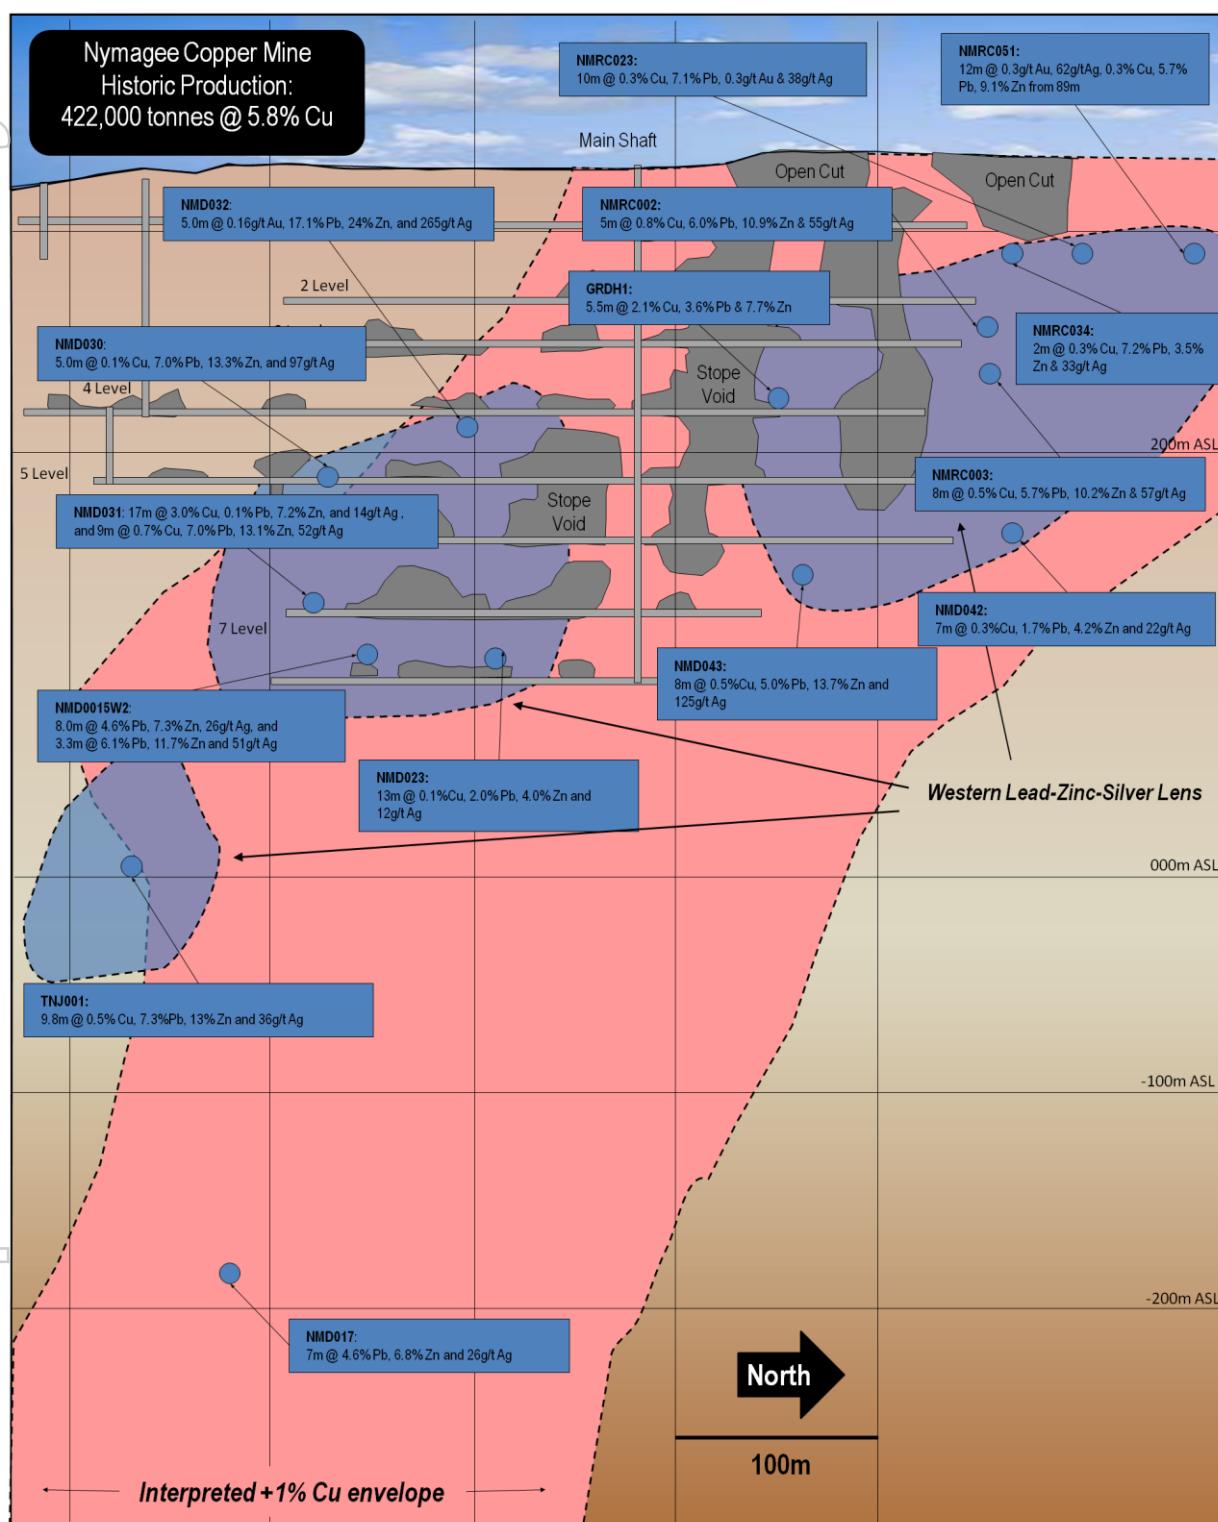 Nymagee Copper Mine
Historic Production:
422,000 tonnes @ 5.8% Cu
NMRC023:
10m @ 0.3% Cu, 7.1% Pb, 0.3g/t Au & 38g/t Ag
NMRC051:
12m @ 0.3g/t Au, 62g/tAg, 0.3% Cu, 5.7%
Pb, 9.1% Zn from 89m
Main Shaft
Open Cut
Open Cut
NMD032:
5.0m @ 0.16g/t Au, 17.1% Pb, 24% Zn, and 265g/t Ag
NMRC002:
5m @ 0.8% Cu, 6.0% Pb, 10.9% Zn & 55g/t Ag
2 Level
GRDH1:
5.5m @ 2.1% Cu, 3.6% Pb & 7.7% Zn
NMRC034:
2m @ 0.3% Cu, 7.2% Pb, 3.5%
Zn & 33g/t Ag
NMD030:
5.0m @ 0.1% Cu, 7.0% Pb, 13.3% Zn, and 97g/t Ag
4 Level
Stope
Void
200m ASL
5 Level
NMRC003:
8m @ 0.5% Cu, 5.7% Pb, 10.2% Zn & 57g/t Ag
NMD031: 17m @ 3.0% Cu, 0.1% Pb, 7.2% Zn, and 14g/t Ag ,
and 9m @ 0.7% Cu, 7.0% Pb, 13.1% Zn, 52g/t Ag
Stope
Void
7 Level
NMD042:
7m @ 0.3%Cu, 1.7% Pb, 4.2% Zn and 22g/t Ag
NMD043:
8m @ 0.5%Cu, 5.0% Pb, 13.7% Zn and
125g/t Ag
NMD0015W2:
8.0m @ 4.6% Pb, 7.3% Zn, 26g/t Ag, and
3.3m @ 6.1% Pb, 11.7% Zn and 51g/t Ag
NMD023:
13m @ 0.1%Cu, 2.0% Pb, 4.0% Zn and
12g/t Ag
Western Lead-Zinc-Silver Lens
000m ASL
TNJ001:
9.8m @ 0.5% Cu, 7.3%Pb, 13% Zn and 36g/t Ag
-100m ASL
-200m ASL
NMD017:
7m @ 4.6% Pb, 6.8% Zn and 26g/t Ag
North
100m
Interpreted +1% Cu envelope